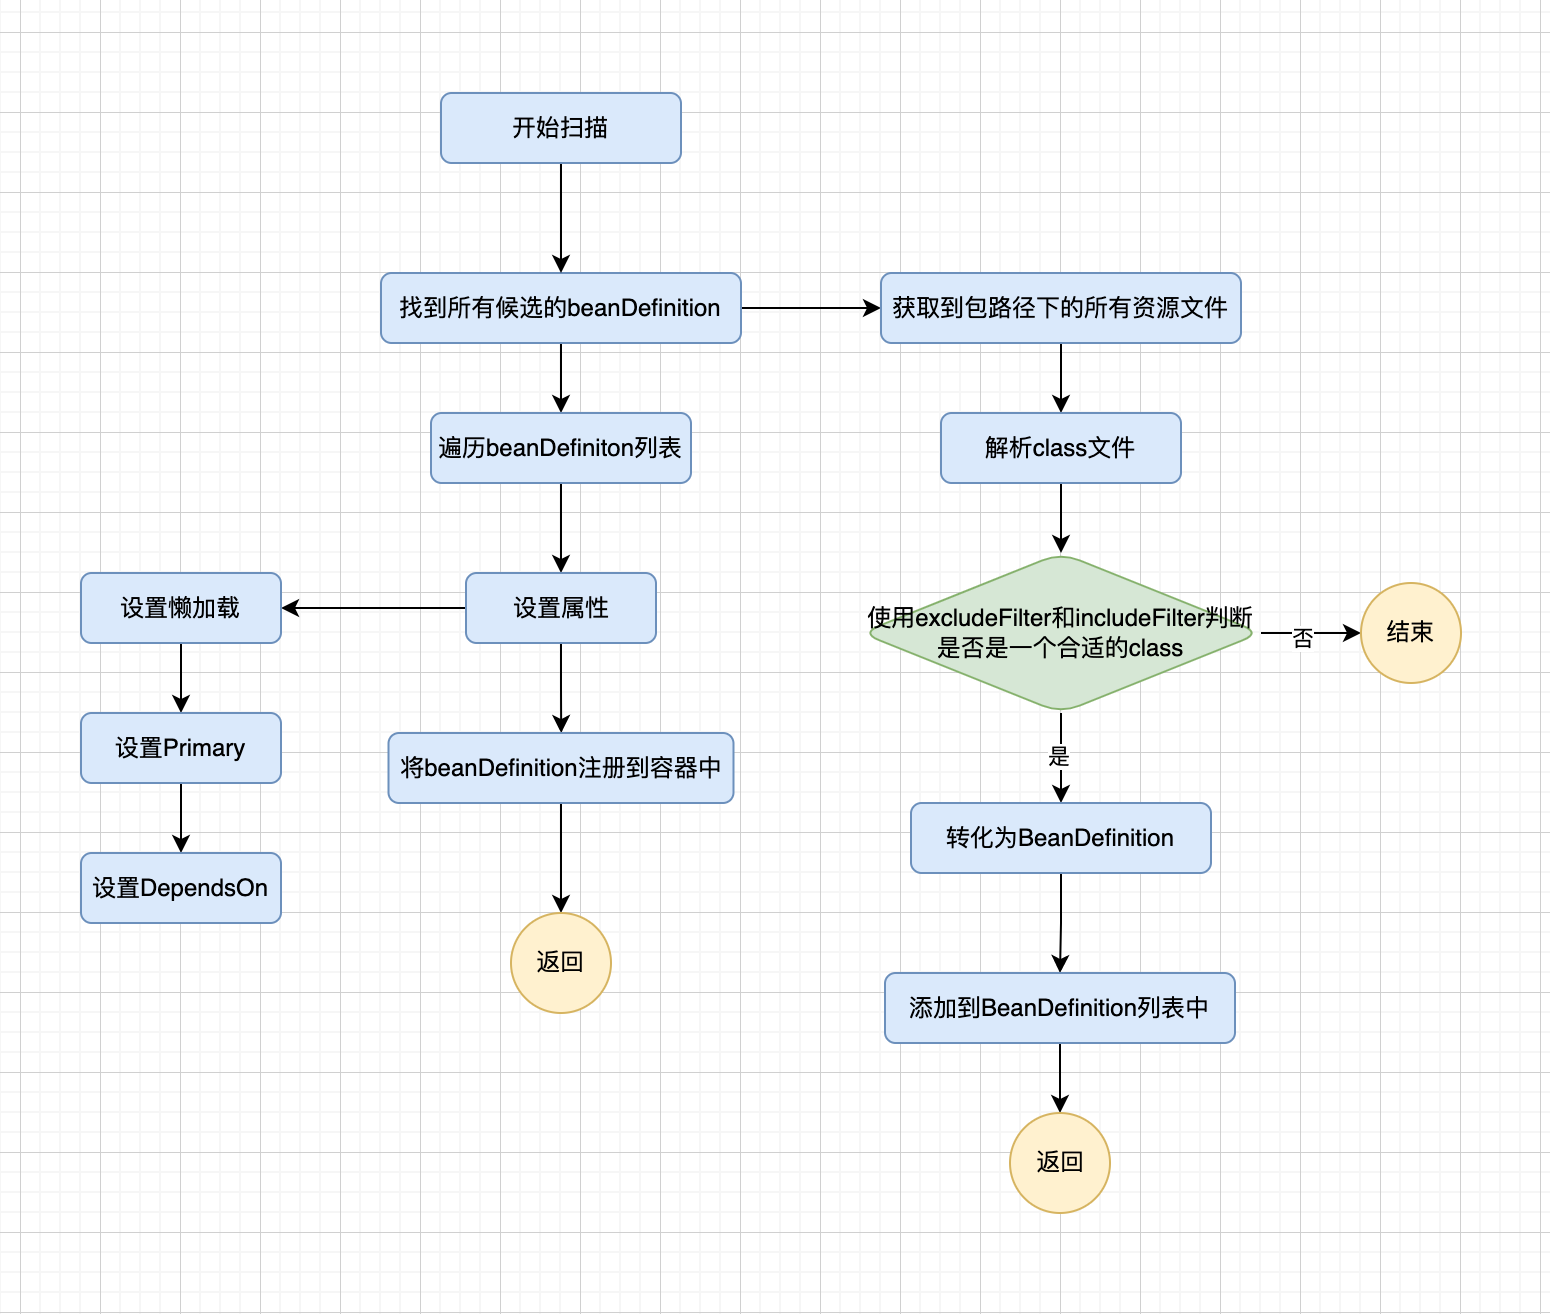 开始扫描
找到所有候选的beanDefinition
获取到包路径下的所有资源文件
遍历beanDefiniton列表
解析class文件
设置懒加载
设置属性
使用excludeFilter和includeFilter判断
是否是一个合适的class
否
结束
设置Primary
将beanDefinition注册到容器中
是
转化为BeanDefinition
设置DependsOn
返回
添加到BeanDefinition列表中
返回